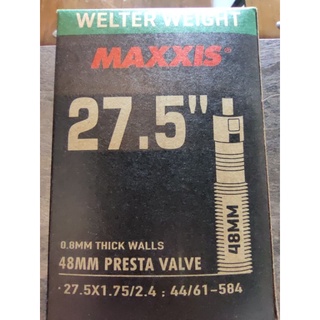 WELTER WEIGHT
MAXXIS
27.5"
48MM
0.8MM THICK WALLS
48MM PRESTA VALVE
·27.5X1.75/2.4 ; 44/61-584